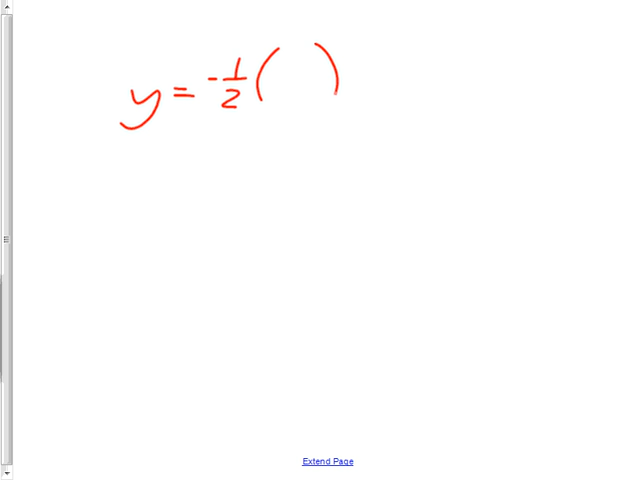 y = -1/2 ( )
Extend Page